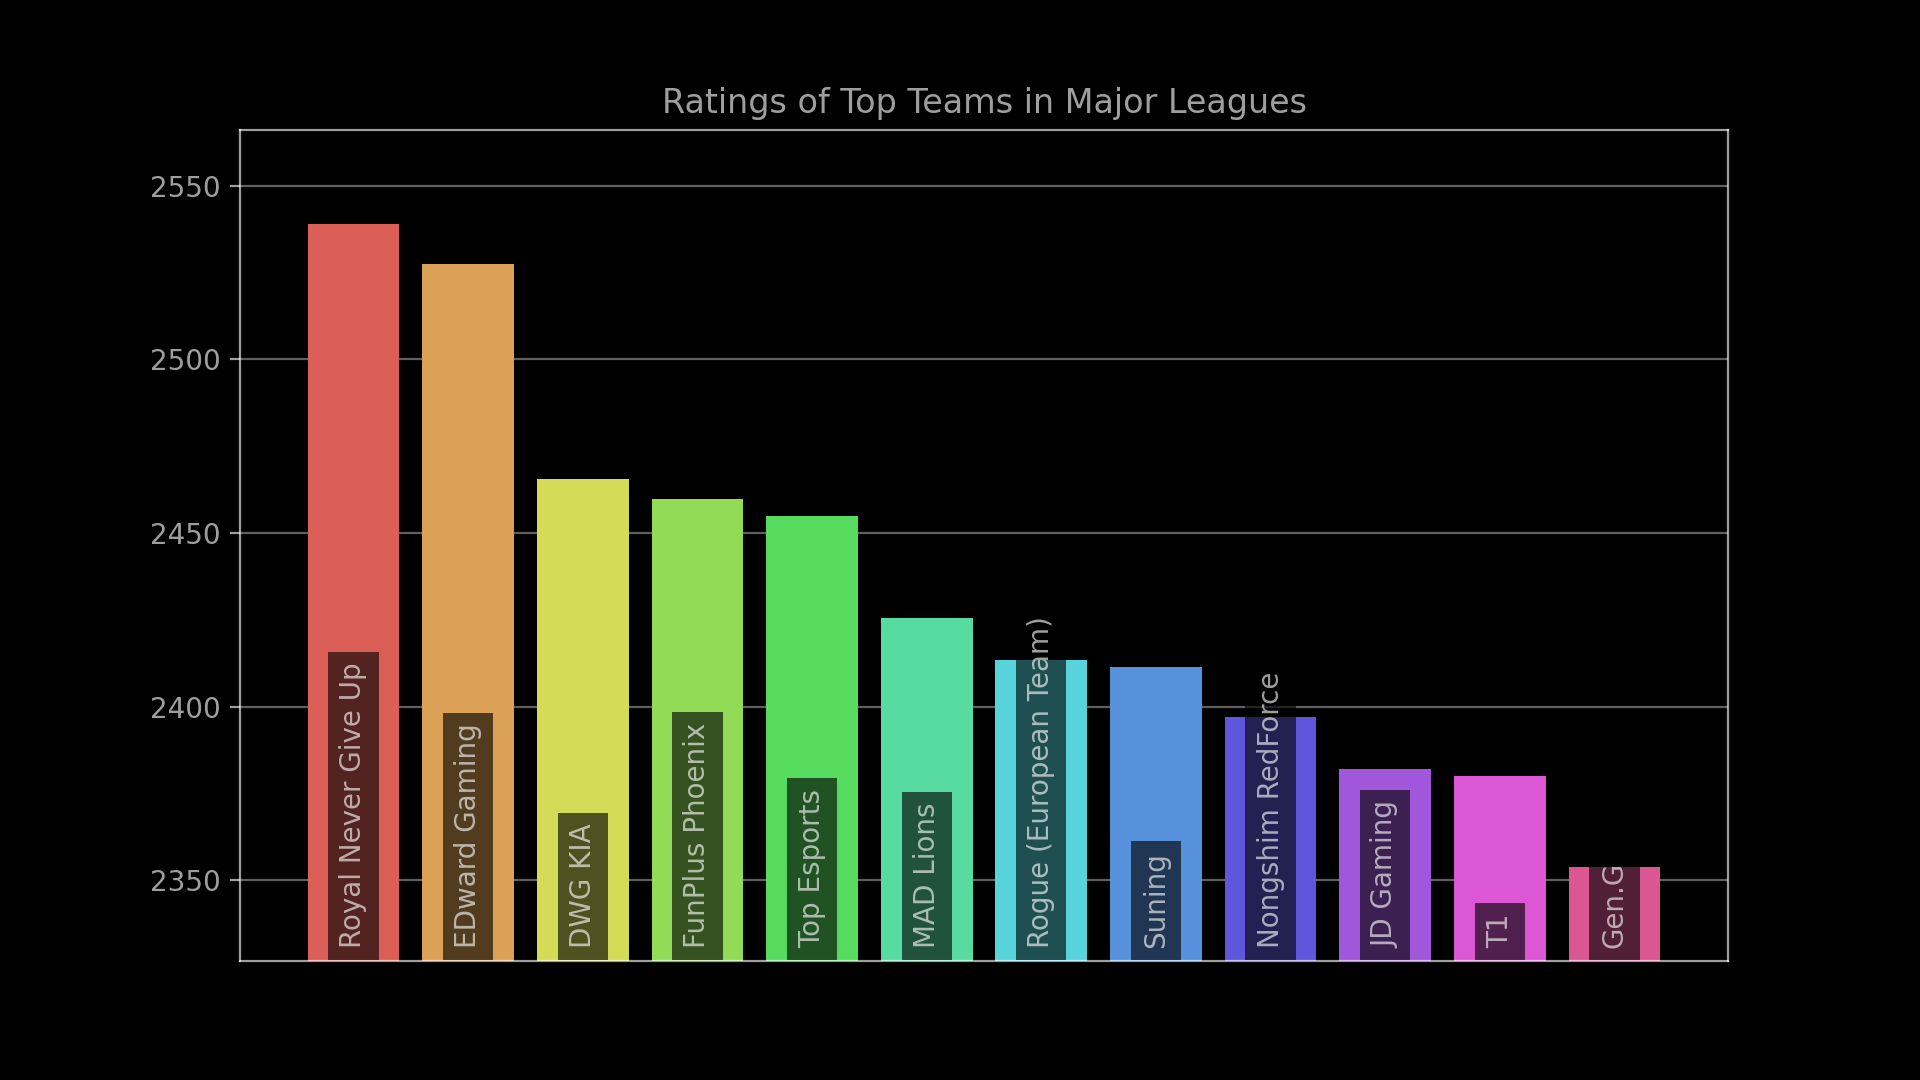 Ratings of Top Teams in Major Leagues
2550
2500
2450
2400
2350
Royal Never Give Up
EDward Gaming
DWG KIA
FunPlus Phoenix
Top Esports
MAD Lions
Rogue (European Team)
Suning
Nongshim RedForce
JD Gaming
T1
Gen.G